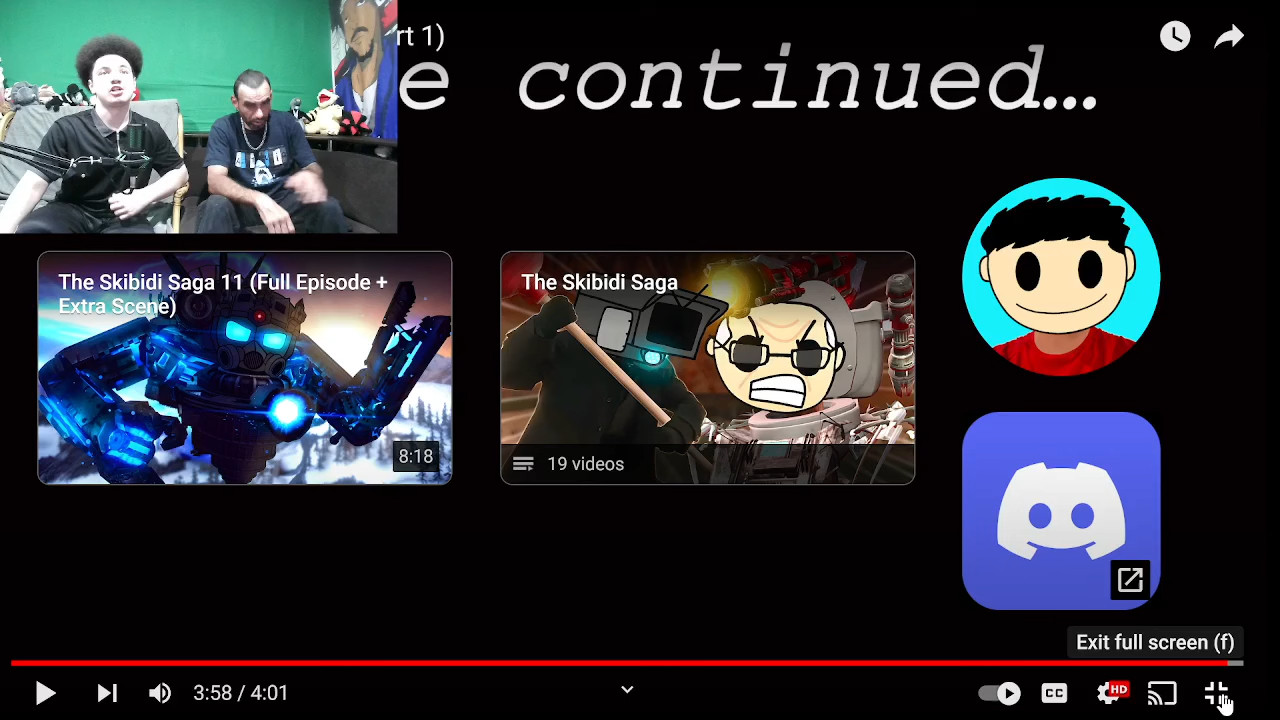 rt 1)
e continued...
The Skibidi Saga 11 (Full Episode +
Extra Scene)
8:18
The Skibidi Saga
19 videos
Exit full screen (f)
3:58 / 4:01
CC
HD